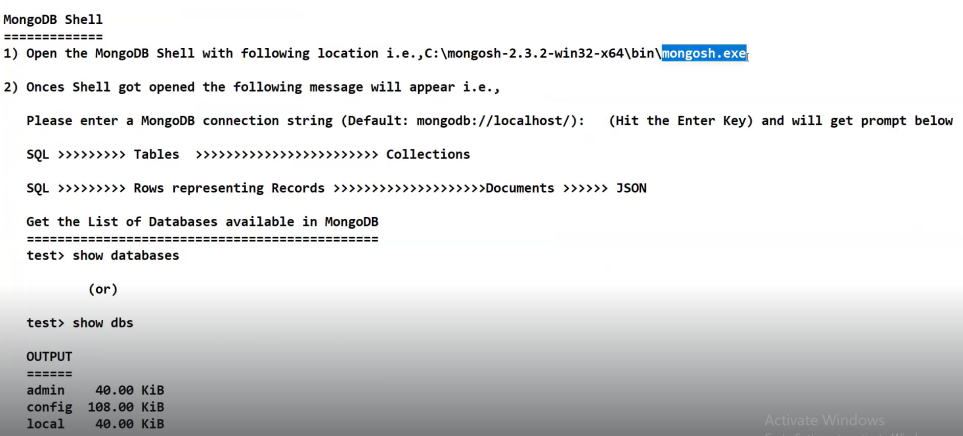 MongoDB Shell
=============
1) Open the MongoDB Shell with following location i.e.,C:\mongosh-2.3.2-win32-x64\bin\mongosh.exe
2) Onces Shell got opened the following message will appear i.e.,
Please enter a MongoDB connection string (Default: mongodb://localhost/):   (Hit the Enter Key) and will get prompt below
SQL >>>>>>>>> Tables  >>>>>>>>>>>>>>>>>>>>>>>> Collections
SQL >>>>>>>>> Rows representing Records >>>>>>>>>>>>>>>>>>>>Documents >>>>>> JSON
Get the List of Databases available in MongoDB
==============================================
test> show databases
(or)
test> show dbs
OUTPUT
======
admin    40.00 KiB
config  108.00 KiB
local    40.00 KiB
Activate Windows